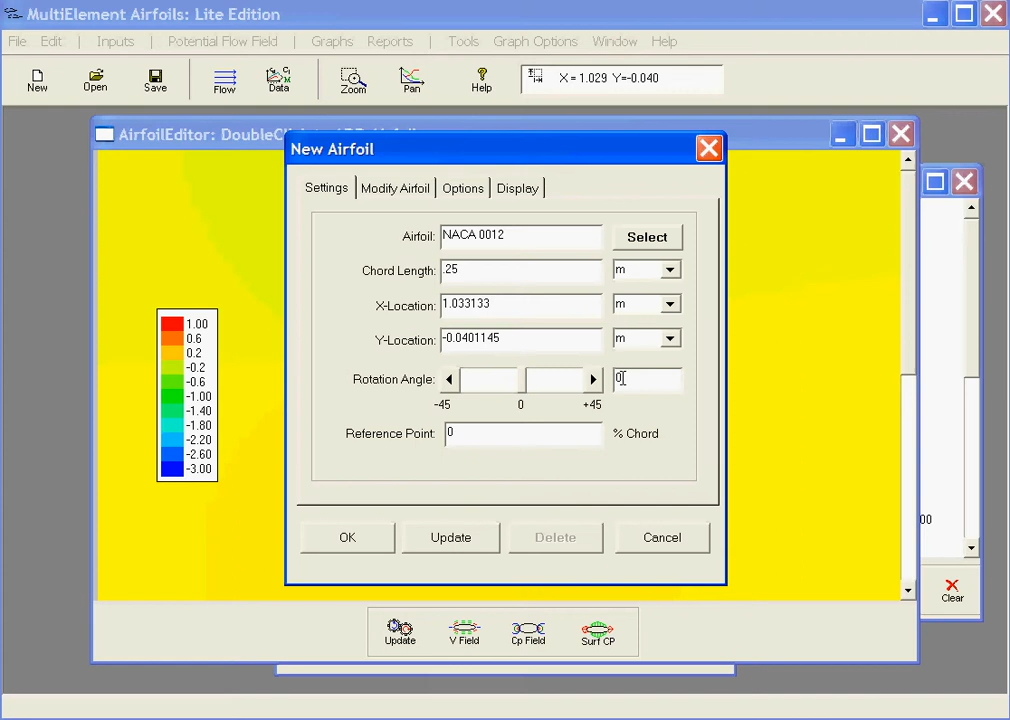 MultiElement Airfoils: Lite Edition
File Edit Inputs Potential Flow Field Graphs Reports Tools Graph Options Window Help
New Open Save Flow Data Zoom Pan Help X = 1.029 Y=-0.040
AirfoilEditor:
New Airfoil
Settings Modify Airfoil Options Display
Airfoil: NACA 0012 Select
Chord Length: .25 m
X-Location: 1.033133 m
Y-Location: -0.0401145 m
Rotation Angle: 0
-45 0 +45
Reference Point: 0 % Chord
OK Update Delete Cancel
1.00
0.6
0.2
-0.2
-0.6
-1.00
-1.40
-1.80
-2.20
-2.60
-3.00
00
Clear
Update V Field Cp Field Surf CP